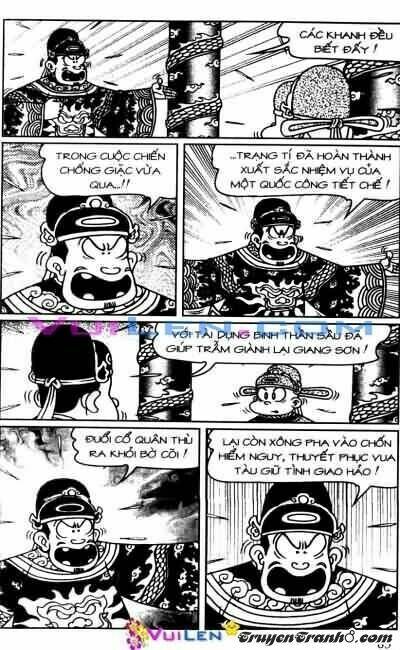 CÁC KHANH ĐỀU
BIẾT ĐẤY!
TRONG CUỘC CHIẾN
CHỐNG GIẶC VỪA
QUA...!!
...TRẠNG TÍ ĐÃ HOÀN THÀNH
XUẤT SẮC NHIỆM VỤ CỦA
MỘT QUỐC CÔNG TIẾT CHẾ!
VUILEN.COM
VỚI TÀI DỤNG BINH THẦN SẦU ĐÃ
GIÚP TRẪM GIÀNH LẠI GIANG SƠN!
ĐUỔI CỔ QUÂN THÙ
RA KHỎI BỜ CÕI!
LẠI CÒN XÔNG PHA VÀO CHỐN
HIỂM NGUY, THUYẾT PHỤC VUA
TÀU GIỮ TÌNH GIAO HẢO!
VUILEN
TruyenTranh8.com